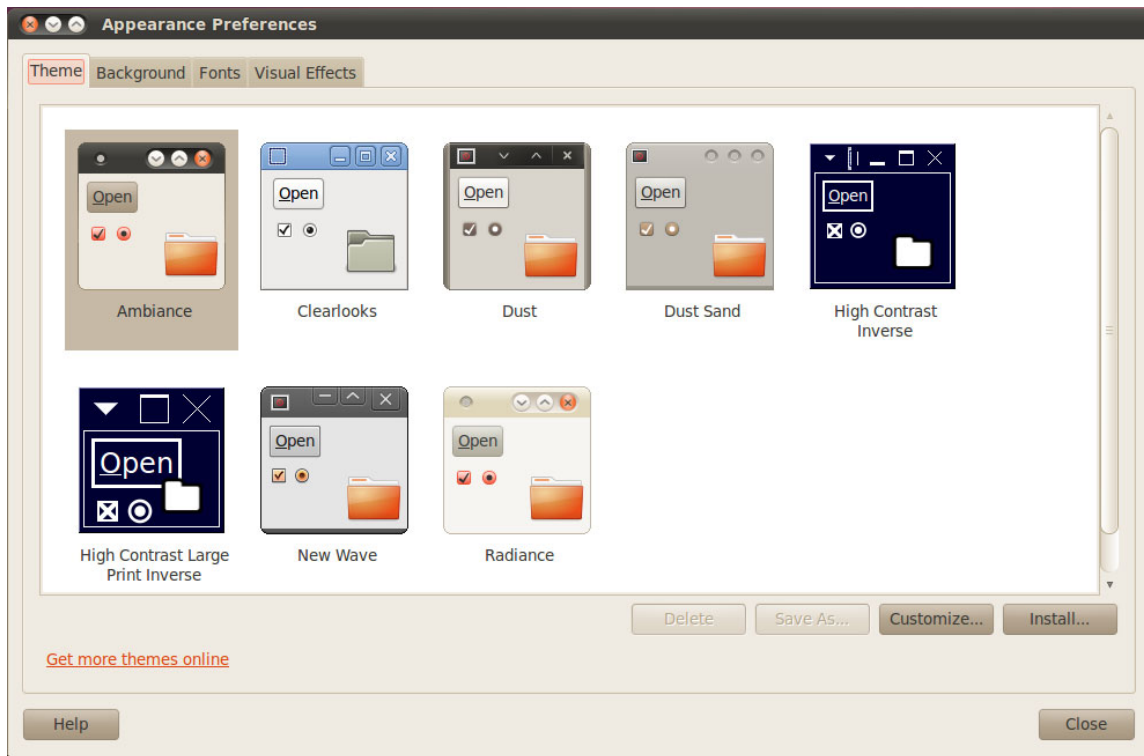 Appearance Preferences
Theme Background Fonts Visual Effects
Open Open Open Open Open
Ambiance Clearlooks Dust Dust Sand High Contrast
Inverse
Open Open Open
High Contrast Large New Wave Radiance
Print Inverse
Delete Save As... Customize... Install...
Get more themes online
Help Close